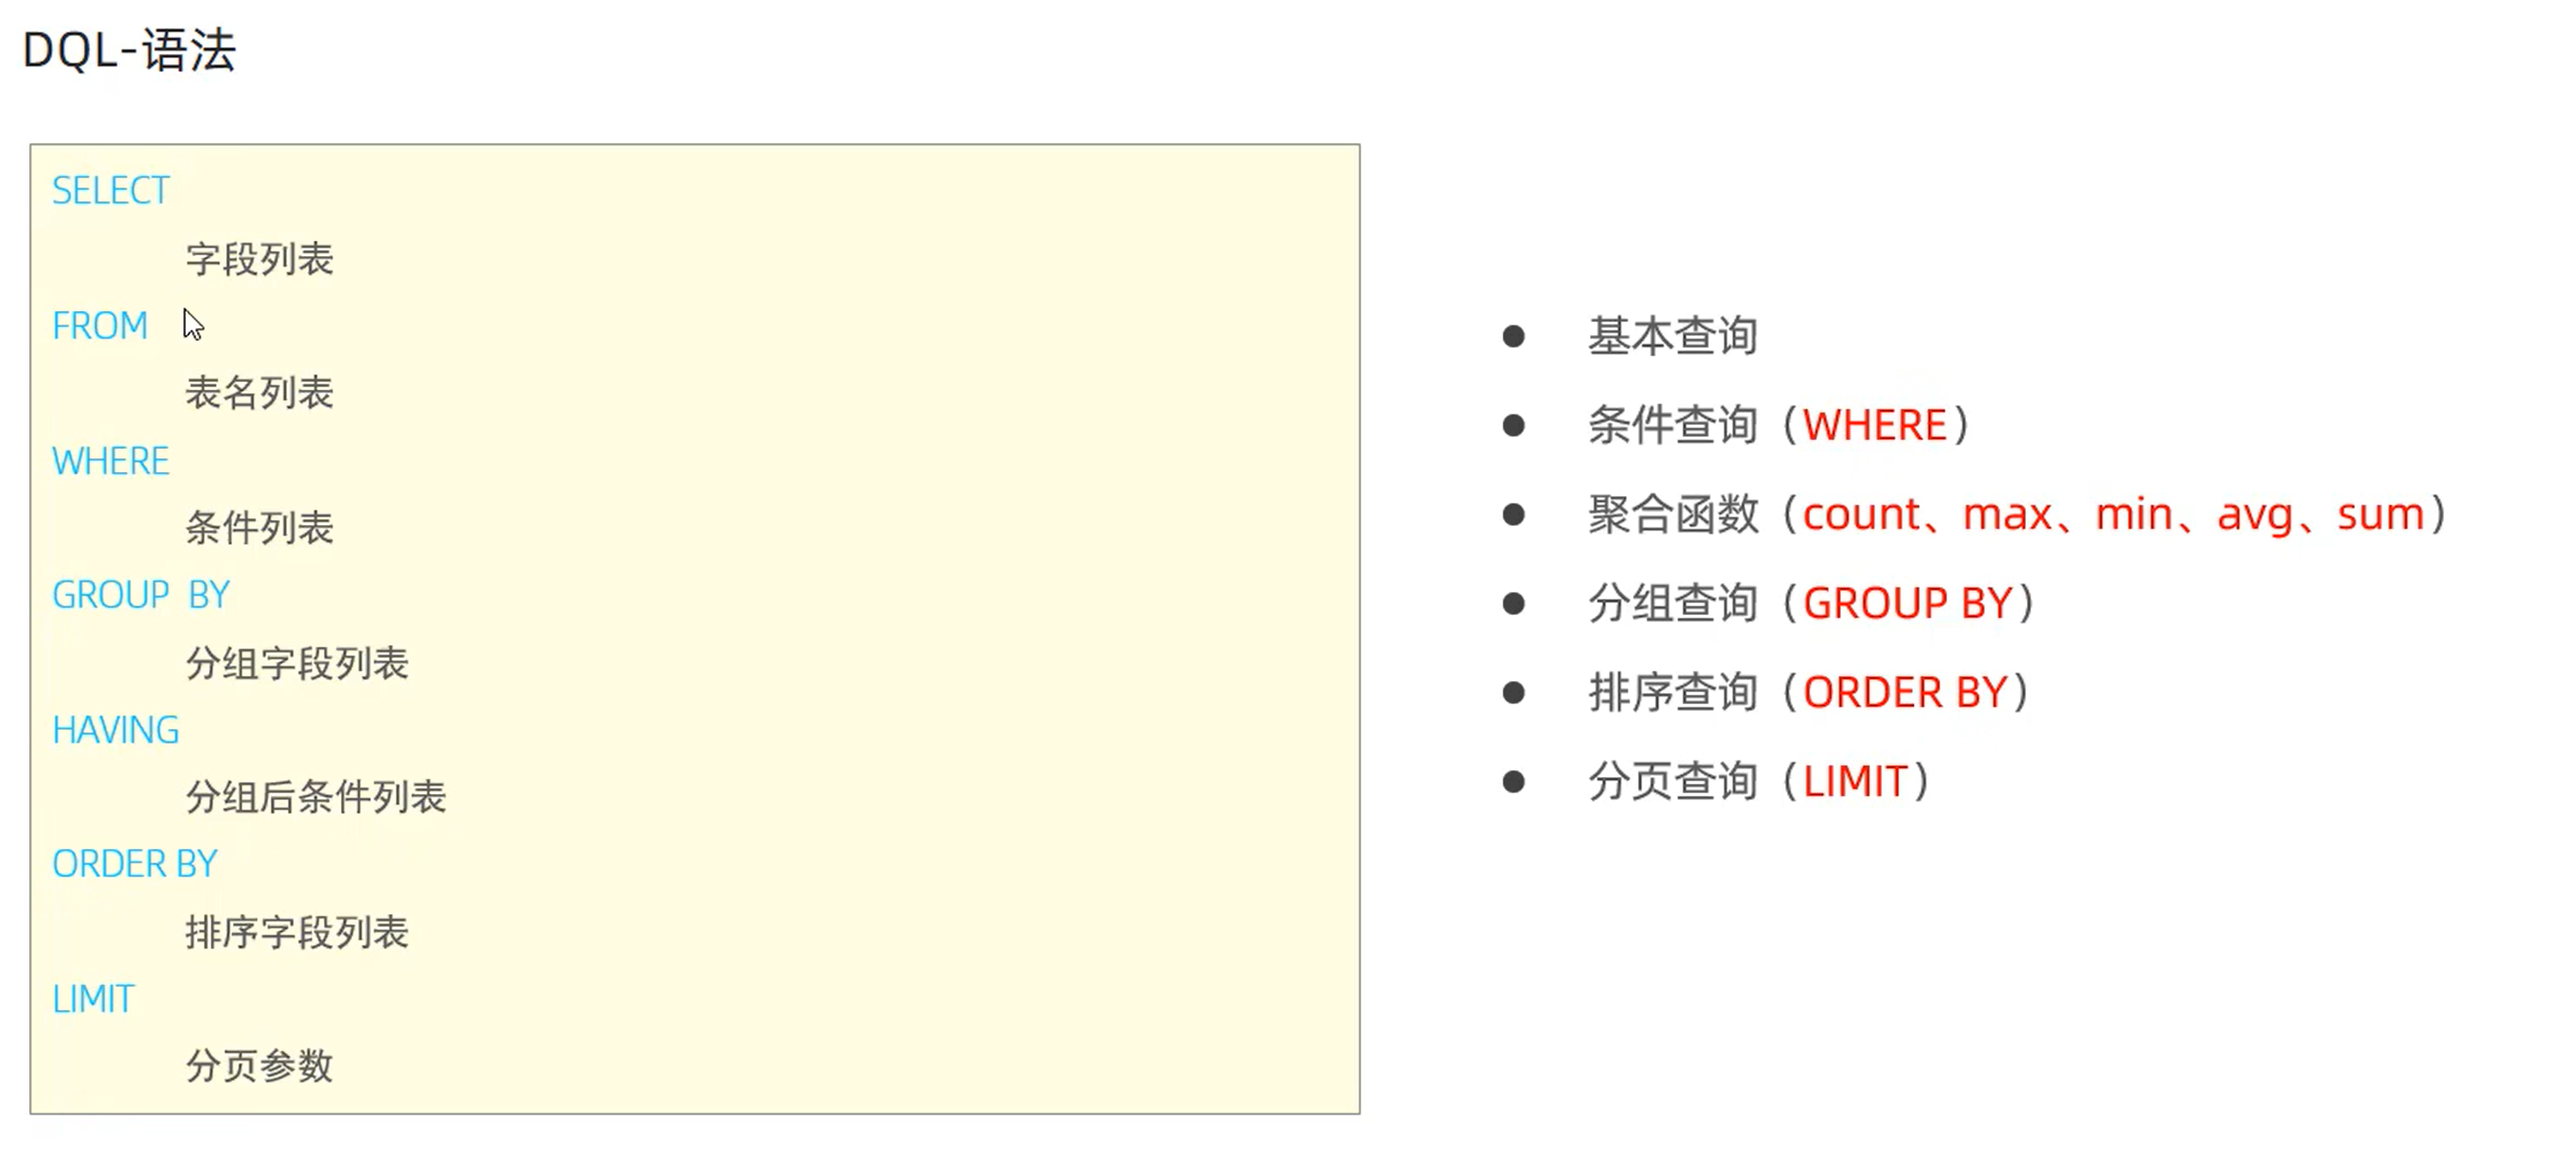 DQL-语法
SELECT
字段列表
FROM
表名列表
WHERE
条件列表
GROUP BY
分组字段列表
HAVING
分组后条件列表
ORDER BY
排序字段列表
LIMIT
分页参数
● 基本查询
● 条件查询（WHERE）
● 聚合函数（count、max、min、avg、sum）
● 分组查询（GROUP BY）
● 排序查询（ORDER BY）
● 分页查询（LIMIT）